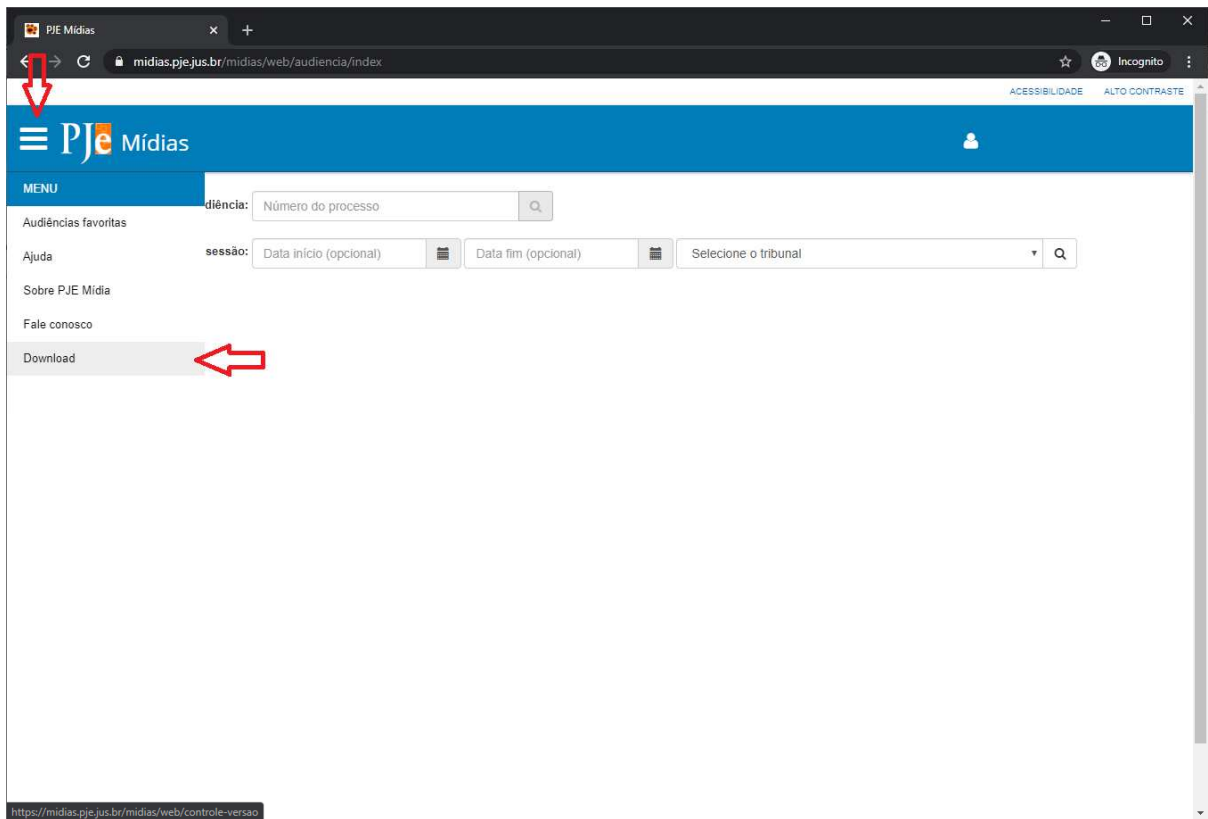 PJE Mídias
midias.pje.jus.br/midias/web/audiencia/index
Incognito
ACESSIBILIDADE ALTO CONTRASTE
PJe Mídias
MENU
diência: Número do processo
Audiências favoritas
sessão: Data início (opcional) Data fim (opcional) Selecione o tribunal
Ajuda
Sobre PJE Mídia
Fale conosco
Download
https://midias.pje.jus.br/midias/web/controle-versao